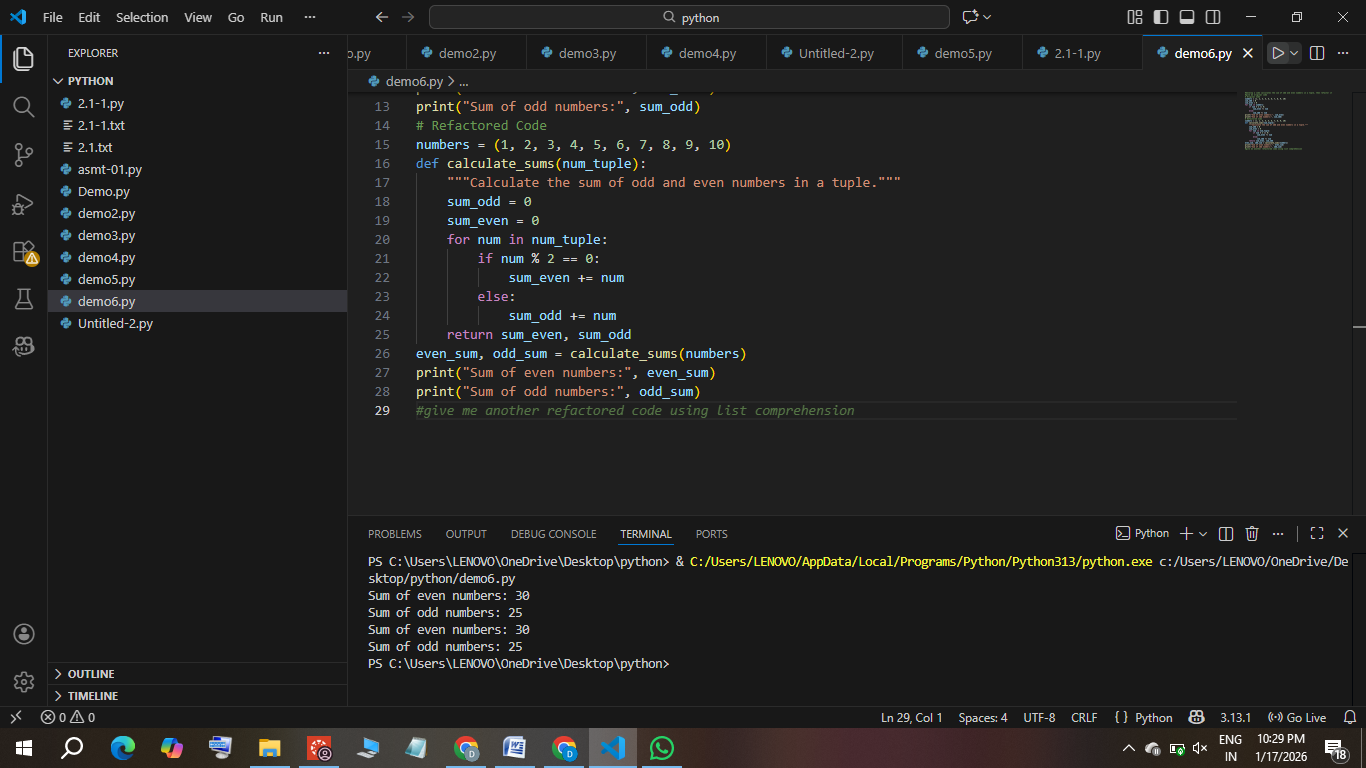 File Edit Selection View Go Run ···
python
EXPLORER ···
PYTHON
2.1-1.py
2.1-1.txt
2.1.txt
asmt-01.py
Demo.py
demo2.py
demo3.py
demo4.py
demo5.py
demo6.py
Untitled-2.py
OUTLINE
TIMELINE
o.py demo2.py demo3.py demo4.py Untitled-2.py demo5.py 2.1-1.py demo6.py ···
demo6.py > ...
13 print("Sum of odd numbers:", sum_odd)
14 # Refactored Code
15 numbers = (1, 2, 3, 4, 5, 6, 7, 8, 9, 10)
16 def calculate_sums(num_tuple):
17 """Calculate the sum of odd and even numbers in a tuple."""
18 sum_odd = 0
19 sum_even = 0
20 for num in num_tuple:
21 if num % 2 == 0:
22 sum_even += num
23 else:
24 sum_odd += num
25 return sum_even, sum_odd
26 even_sum, odd_sum = calculate_sums(numbers)
27 print("Sum of even numbers:", even_sum)
28 print("Sum of odd numbers:", odd_sum)
29 #give me another refactored code using list comprehension
PROBLEMS OUTPUT DEBUG CONSOLE TERMINAL PORTS Python ···
PS C:\Users\LENOVO\OneDrive\Desktop\python> & C:/Users/LENOVO/AppData/Local/Programs/Python/Python313/python.exe c:/Users/LENOVO/OneDrive/De
sktop/python/demo6.py
Sum of even numbers: 30
Sum of odd numbers: 25
Sum of even numbers: 30
Sum of odd numbers: 25
PS C:\Users\LENOVO\OneDrive\Desktop\python>
0 0 Ln 29, Col 1 Spaces: 4 UTF-8 CRLF {} Python 3.13.1 Go Live
ENG
IN
10:29 PM
1/17/2026
18